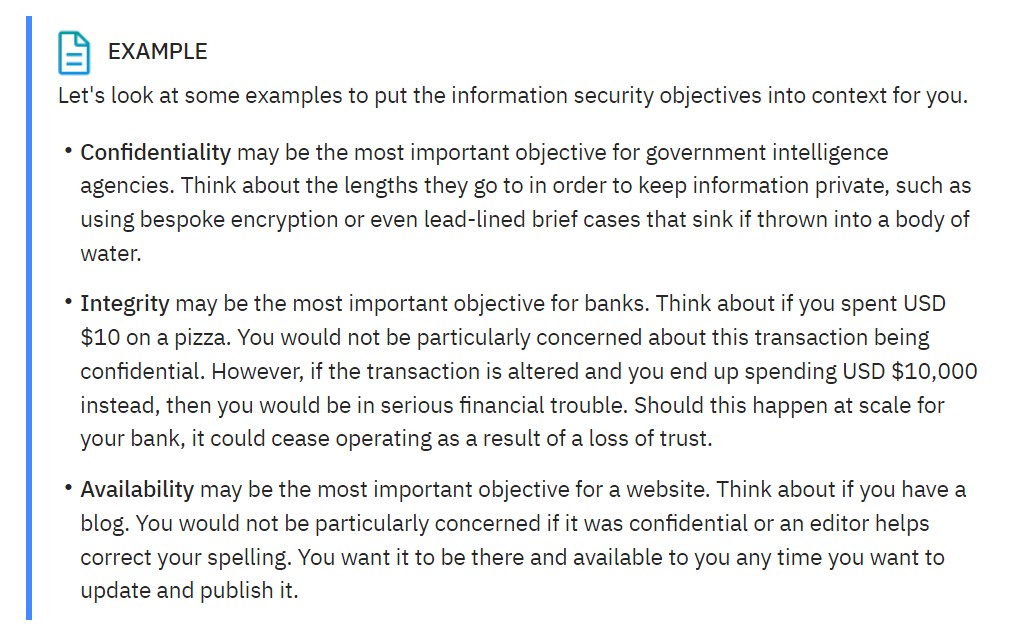 EXAMPLE
Let's look at some examples to put the information security objectives into context for you.
• Confidentiality may be the most important objective for government intelligence
agencies. Think about the lengths they go to in order to keep information private, such as
using bespoke encryption or even lead-lined brief cases that sink if thrown into a body of
water.
• Integrity may be the most important objective for banks. Think about if you spent USD
$10 on a pizza. You would not be particularly concerned about this transaction being
confidential. However, if the transaction is altered and you end up spending USD $10,000
instead, then you would be in serious financial trouble. Should this happen at scale for
your bank, it could cease operating as a result of a loss of trust.
• Availability may be the most important objective for a website. Think about if you have a
blog. You would not be particularly concerned if it was confidential or an editor helps
correct your spelling. You want it to be there and available to you any time you want to
update and publish it.